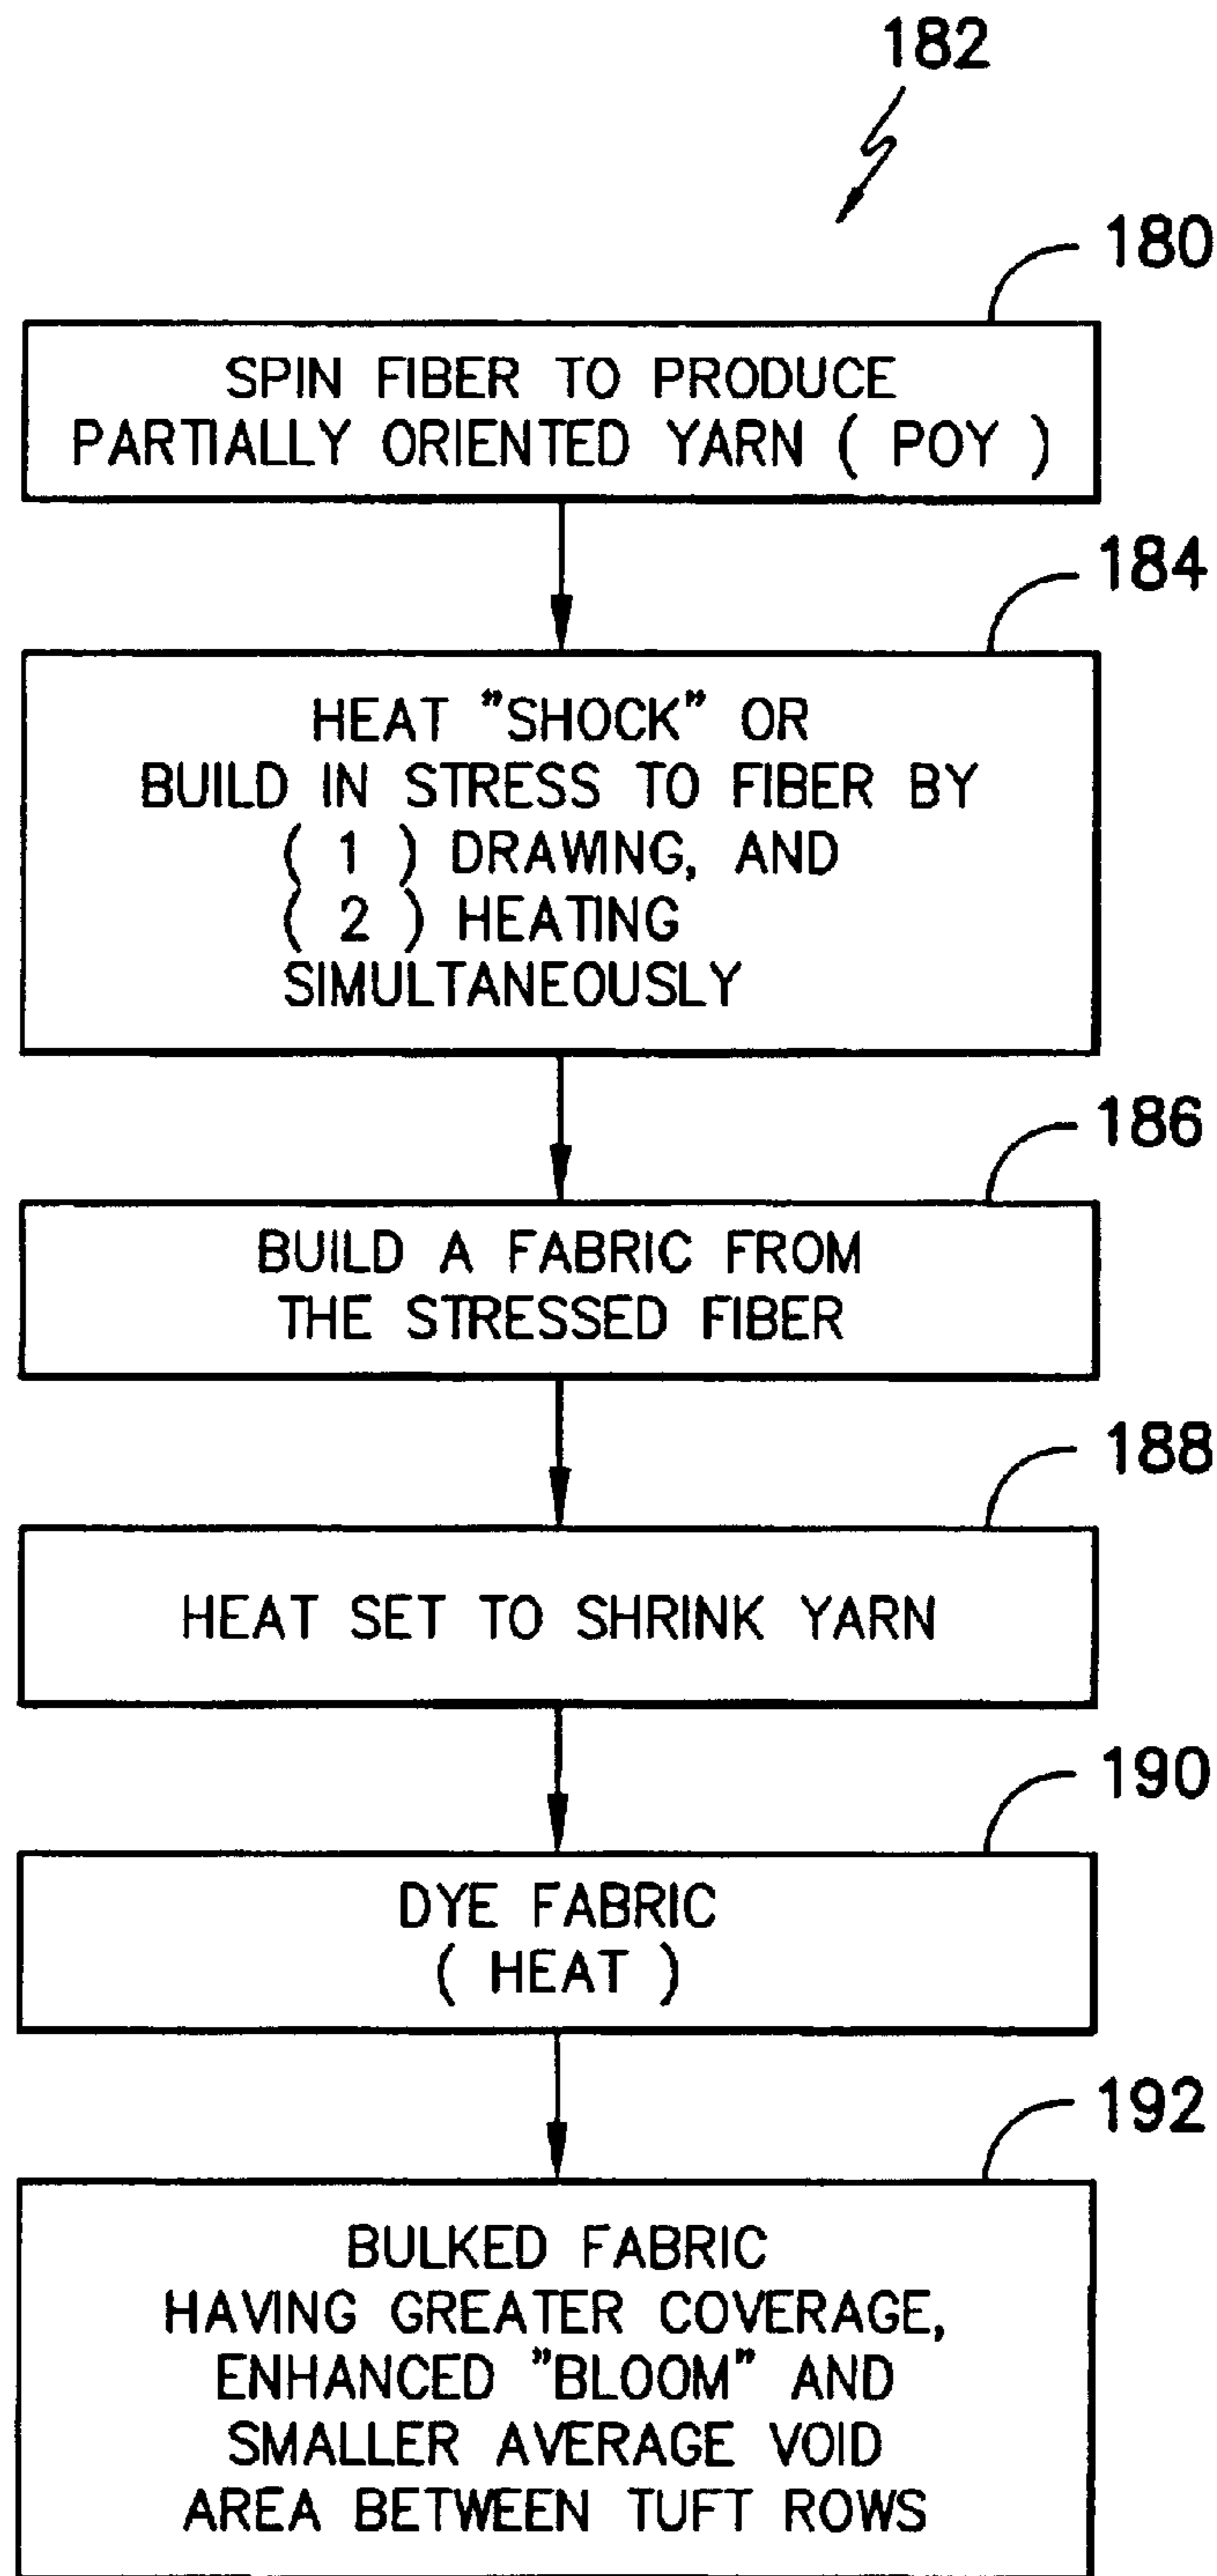 182
180
SPIN FIBER TO PRODUCE
PARTIALLY ORIENTED YARN ( POY )
184
HEAT "SHOCK" OR
BUILD IN STRESS TO FIBER BY
( 1 ) DRAWING, AND
( 2 ) HEATING
SIMULTANEOUSLY
186
BUILD A FABRIC FROM
THE STRESSED FIBER
188
HEAT SET TO SHRINK YARN
190
DYE FABRIC
( HEAT )
192
BULKED FABRIC
HAVING GREATER COVERAGE,
ENHANCED "BLOOM" AND
SMALLER AVERAGE VOID
AREA BETWEEN TUFT ROWS